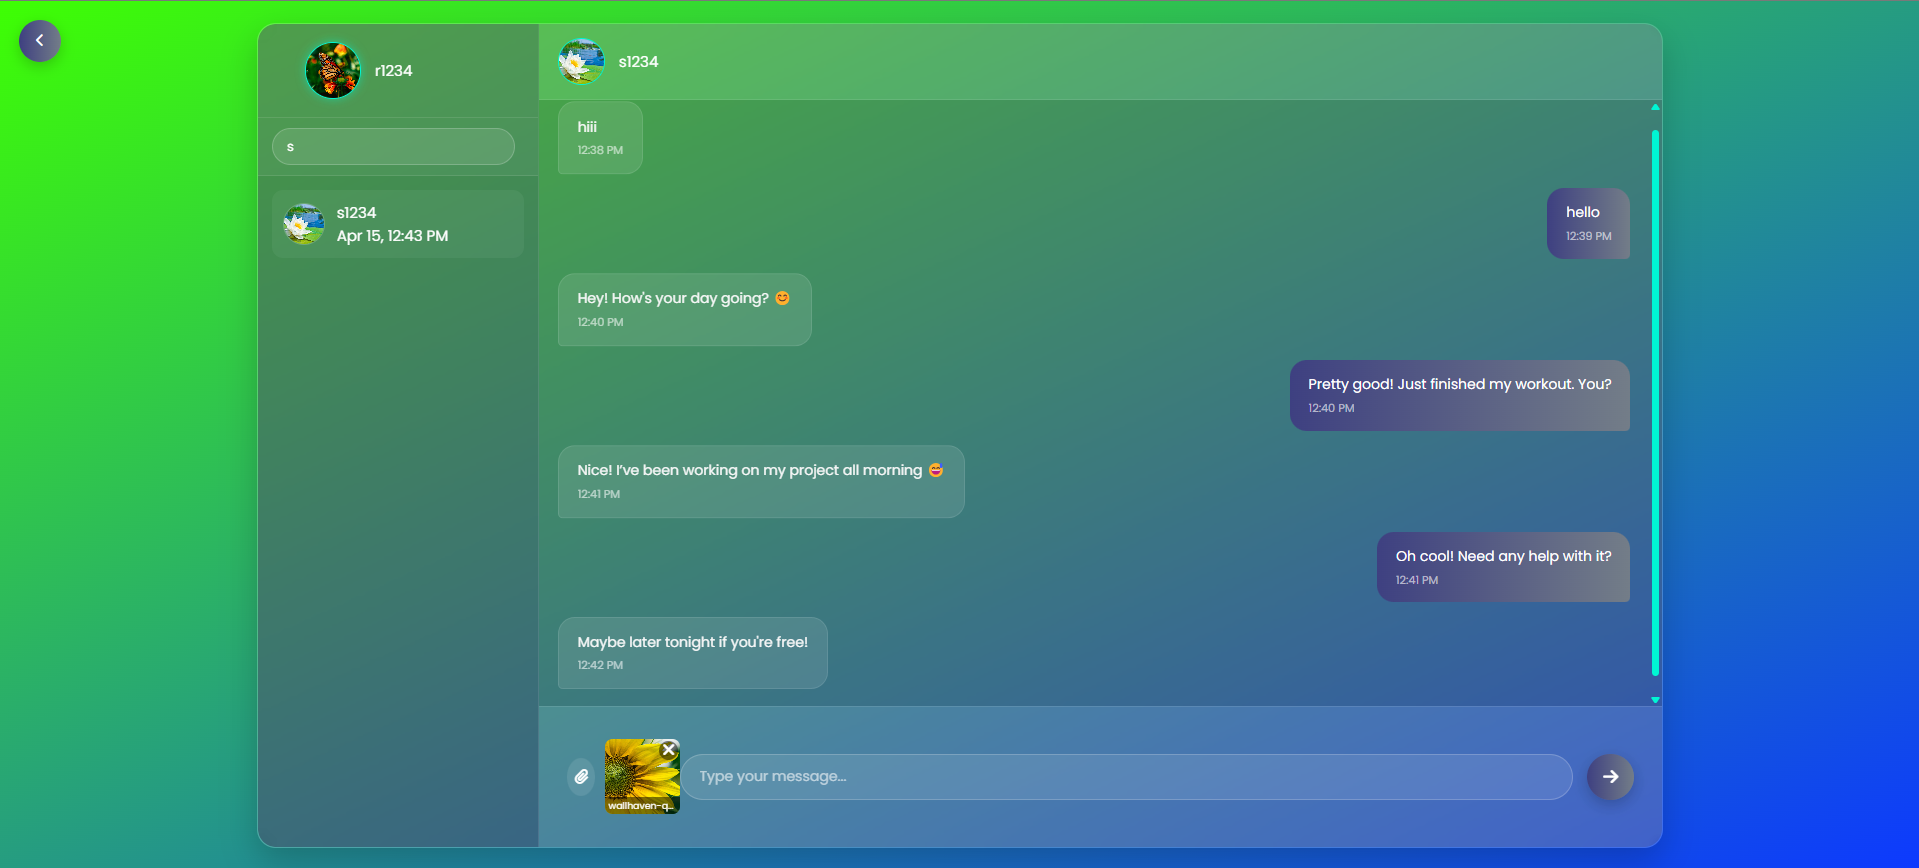 r1234
s
s1234
Apr 15, 12:43 PM
s1234
hiii
12:38 PM
hello
12:39 PM
Hey! How's your day going? 😊
12:40 PM
Pretty good! Just finished my workout. You?
12:40 PM
Nice! I've been working on my project all morning 😅
12:41 PM
Oh cool! Need any help with it?
12:41 PM
Maybe later tonight if you're free!
12:42 PM
wallhaven-q...
Type your message...